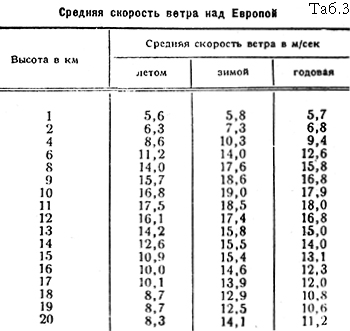 Таб.3
Средняя скорость ветра над Европой
Высота в км
Средняя скорость ветра в м/сек
летом зимой годовая
1 5,6 5,8 5,7
2 6,3 7,3 6,8
4 8,6 10,3 9,4
6 11,2 14,0 12,6
8 14,0 17,6 15,8
9 15,7 18,6 16,8
10 16,8 19,0 17,9
11 17,5 18,5 18,0
12 16,1 17,4 16,8
13 14,2 15,8 15,0
14 12,6 15,5 14,0
15 10,9 15,4 13,1
16 10,0 14,6 12,3
17 10,1 13,9 12,0
18 8,7 12,9 10,8
19 8,7 12,5 10,6
20 8,3 14,1 11,2